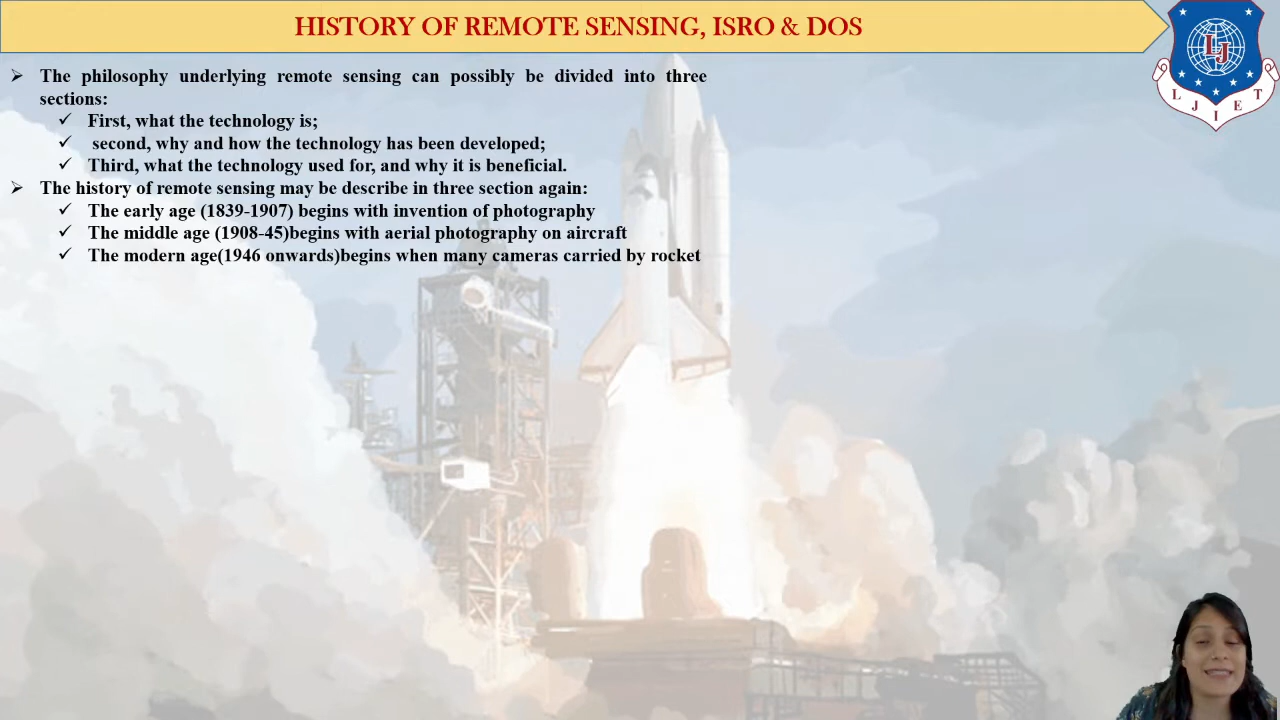 HISTORY OF REMOTE SENSING, ISRO & DOS
The philosophy underlying remote sensing can possibly be divided into three
sections:
First, what the technology is;
second, why and how the technology has been developed;
Third, what the technology used for, and why it is beneficial.
The history of remote sensing may be describe in three section again:
The early age (1839-1907) begins with invention of photography
The middle age (1908-45)begins with aerial photography on aircraft
The modern age(1946 onwards)begins when many cameras carried by rocket
LJ
L J I E T